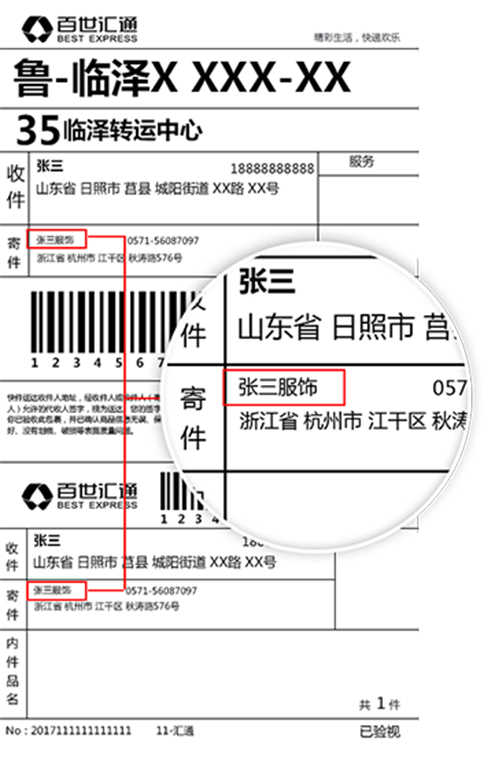 百世汇通
BEST EXPRESS
精彩生活，快递欢乐
鲁-临泽X XXX-XX
35临泽转运中心
收件
张三
18888888888
服务
山东省 日照市 莒县 城阳街道 XX路 XX号
寄件
张三服饰
0571-56087097
浙江省 杭州市 江干区 秋涛路576号
1 2 3 4 5 6 7
件
张三
山东省 日照市 莒
寄件
张三服饰
057
浙江省 杭州市 江干区 秋涛
快件送达收件人地址，经收件人或收件人（寄
人）允许的代收人签字，视为送达。您的签字
你已验收此包裹，并已确认商品信息无误、保
好、没有划痕、破损等表面质量问题。
百世汇通
BEST EXPRESS
1 2 3 4
收件
张三
188
山东省 日照市 莒县 城阳街道 XX路 XX号
寄件
张三服饰
0571-56087097
浙江省 杭州市 江干区 秋涛路576号
内件品名
共 1 件
No : 2017111111111111
11-汇通
已验视